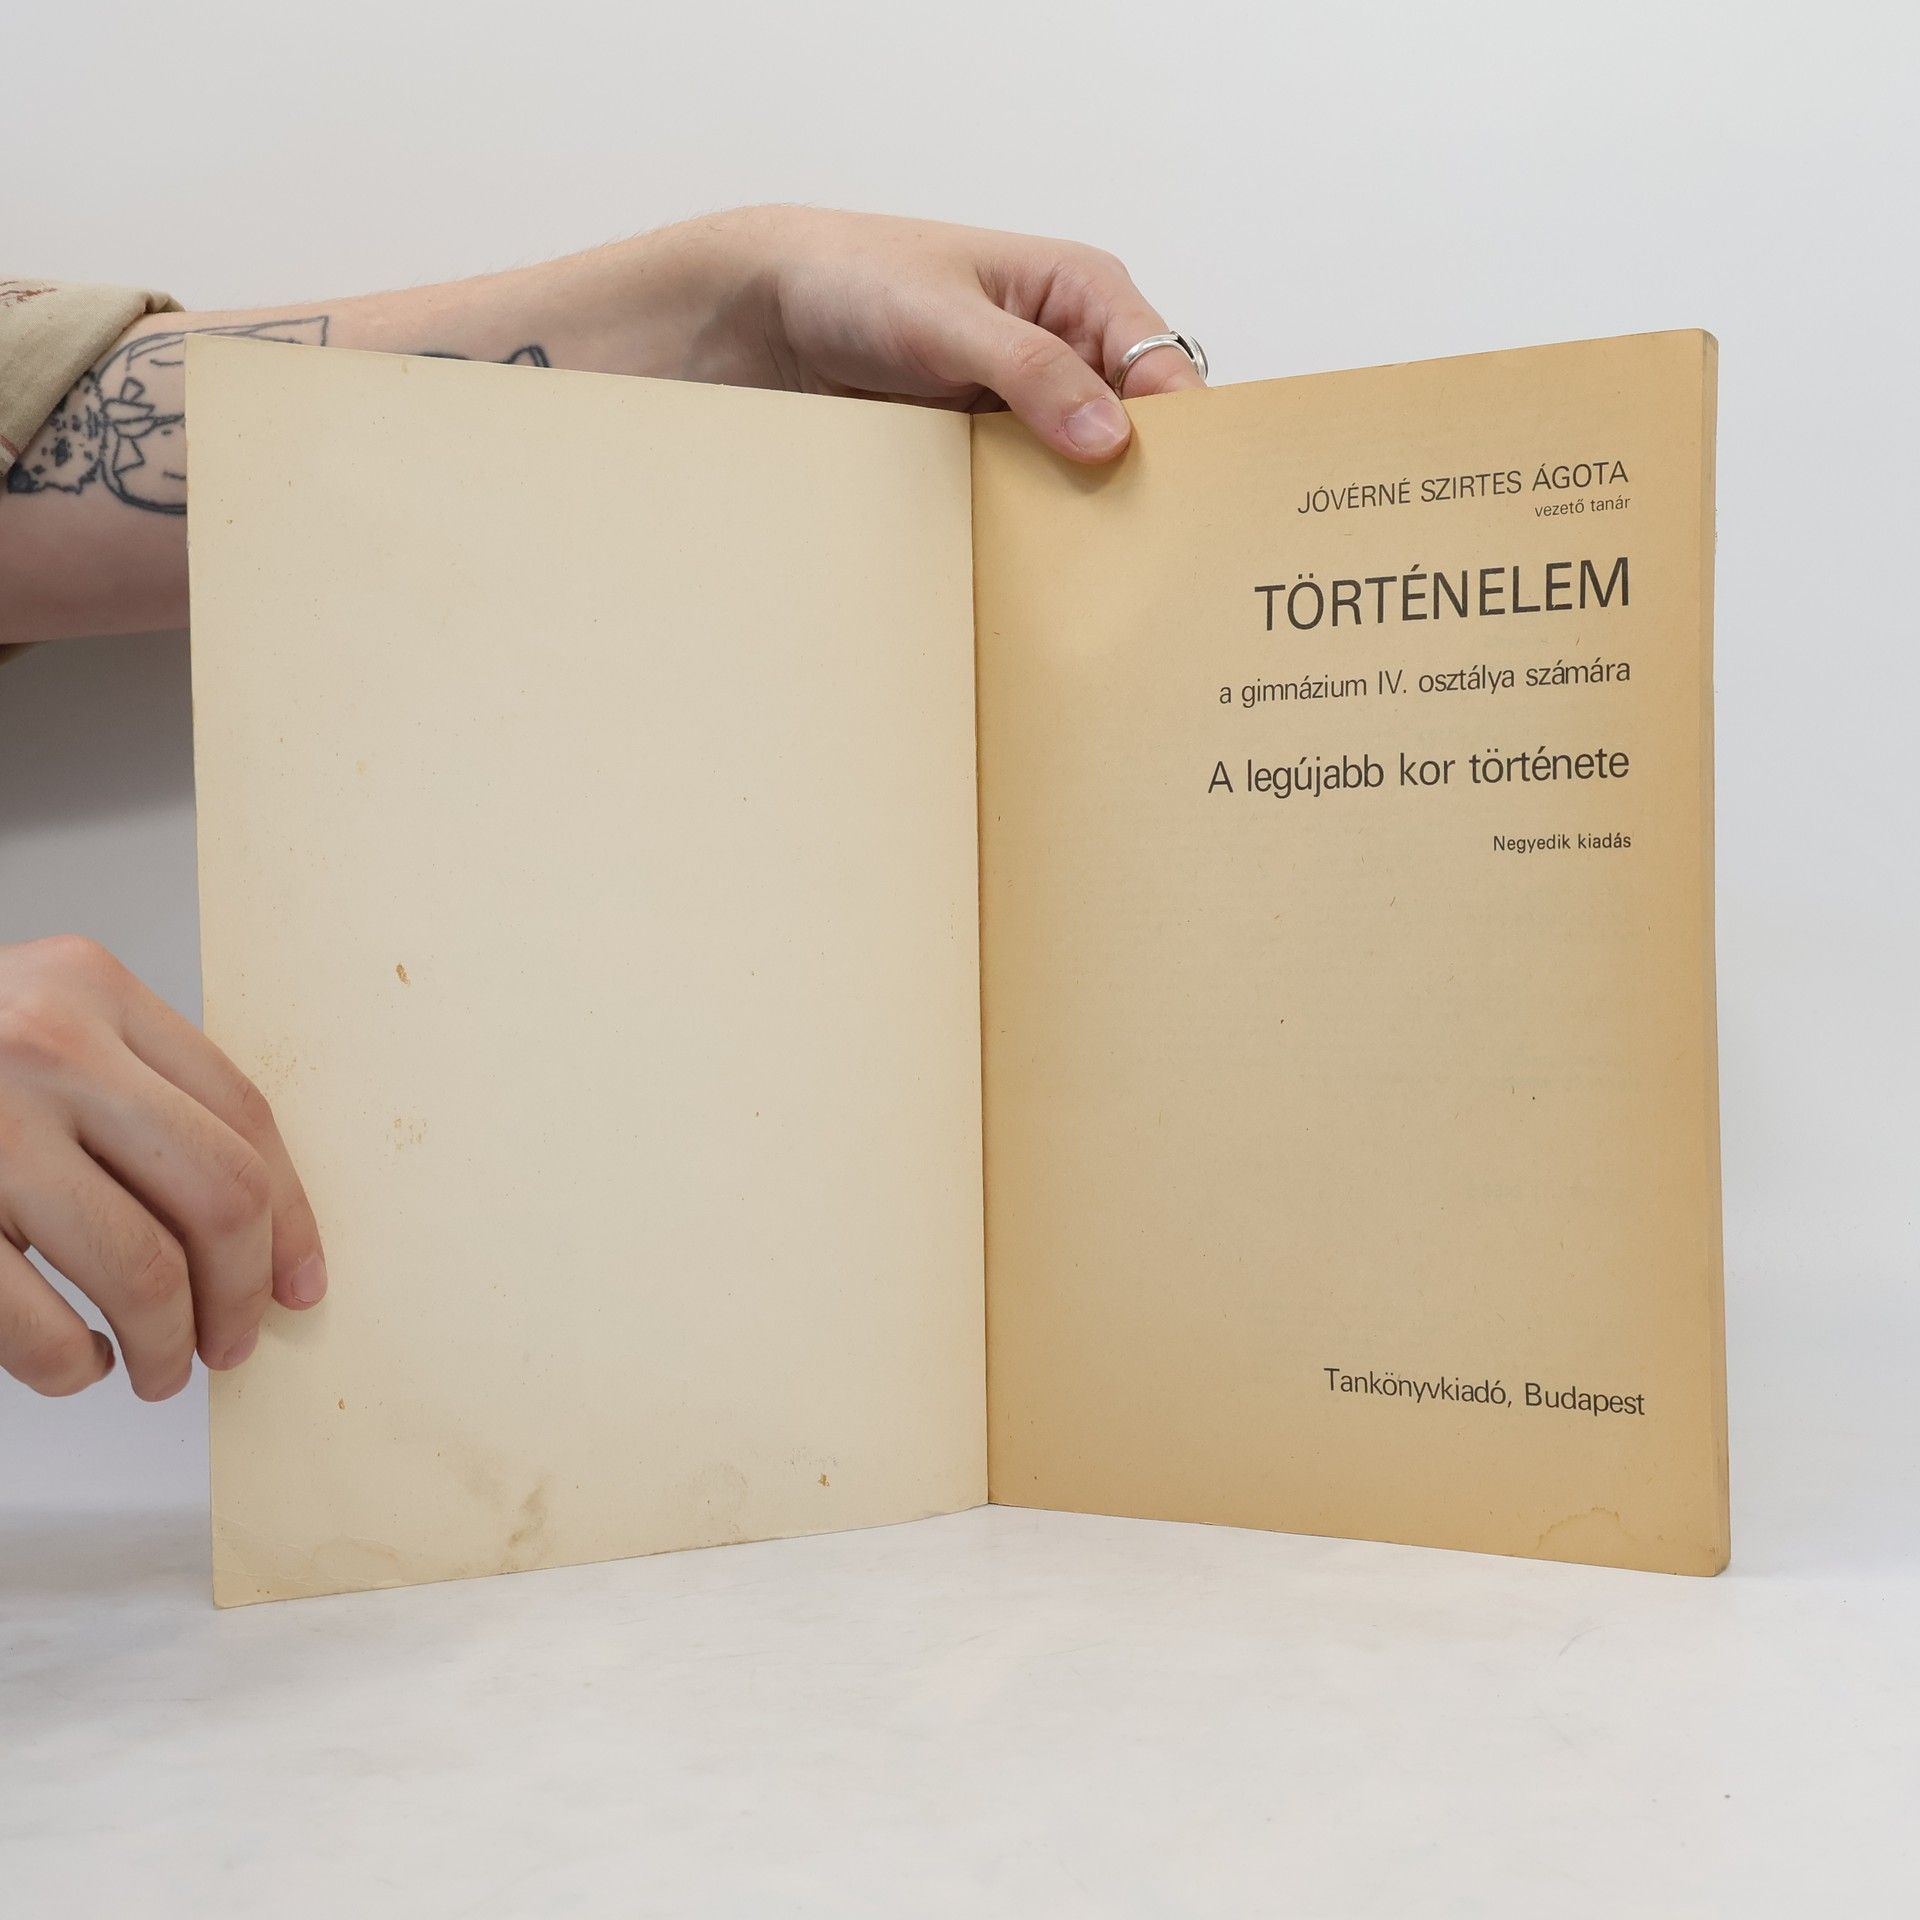 JÓVÉRNÉ SZIRTES ÁGOTA
vezető tanár
TÖRTÉNELEM
a gimnázium IV. osztálya számára
A legújabb kor története
Negyedik kiadás
Tankönyvkiadó, Budapest